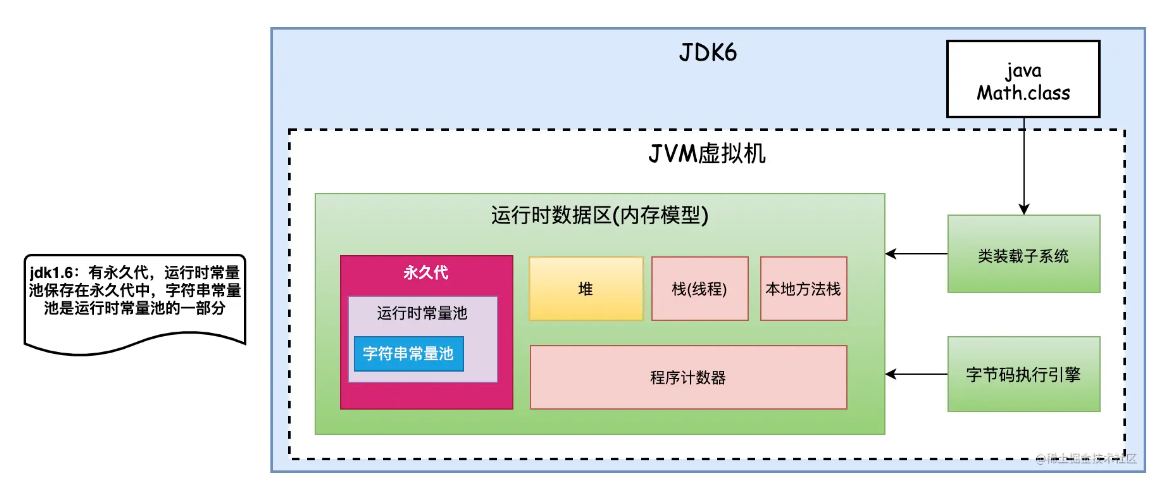 JDK6
java
Math.class
JVM虚拟机
运行时数据区(内存模型)
jdk1.6：有永久代，运行时常量
池保存在永久代中，字符串常量
池是运行时常量池的一部分
永久代
运行时常量池
字符串常量池
堆
栈(线程)
本地方法栈
程序计数器
类装载子系统
字节码执行引擎
@稀土掘金技术社区